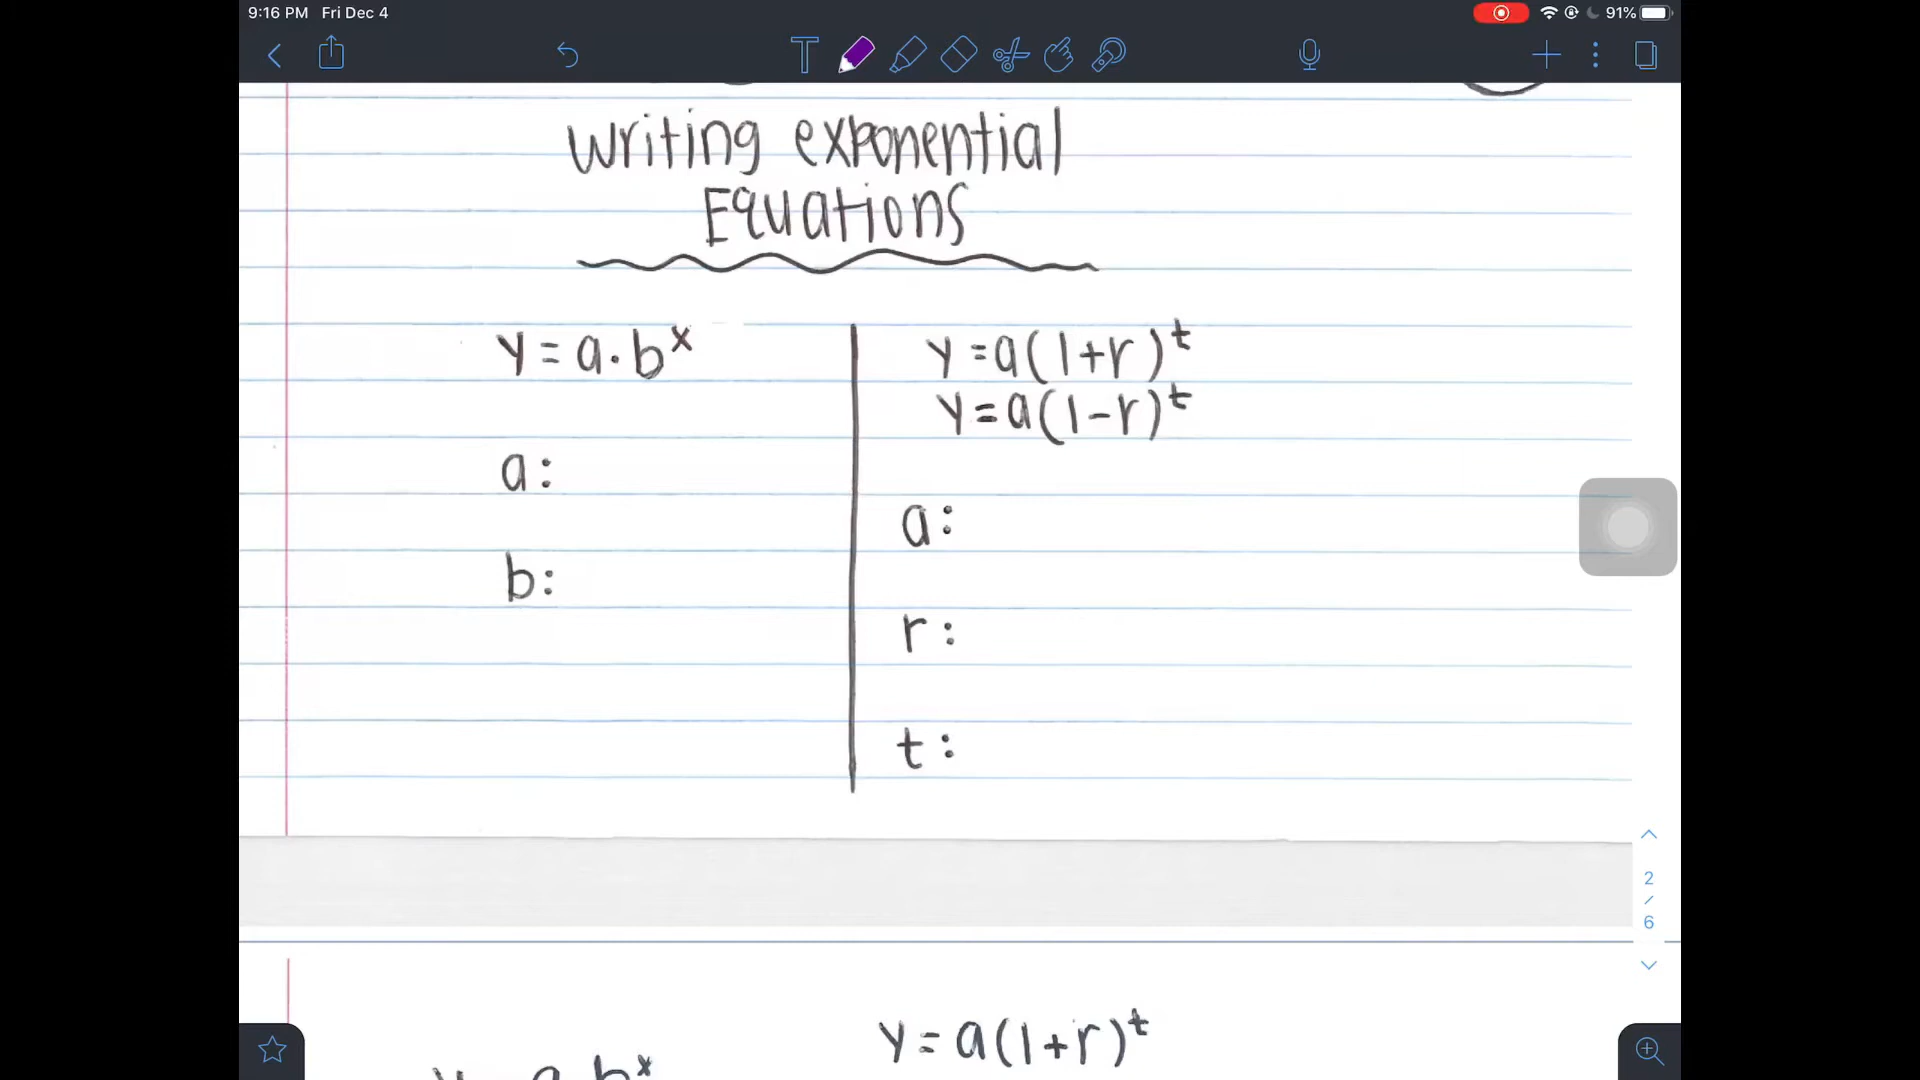 9:16 PM Fri Dec 4
91%
T
Writing exponential
Equations
y = a · b^x
a:
b:
y = a(1+r)^t
y = a(1-r)^t
a:
r:
t:
2
/
6
y = a(1+r)^t
y = a · b^x